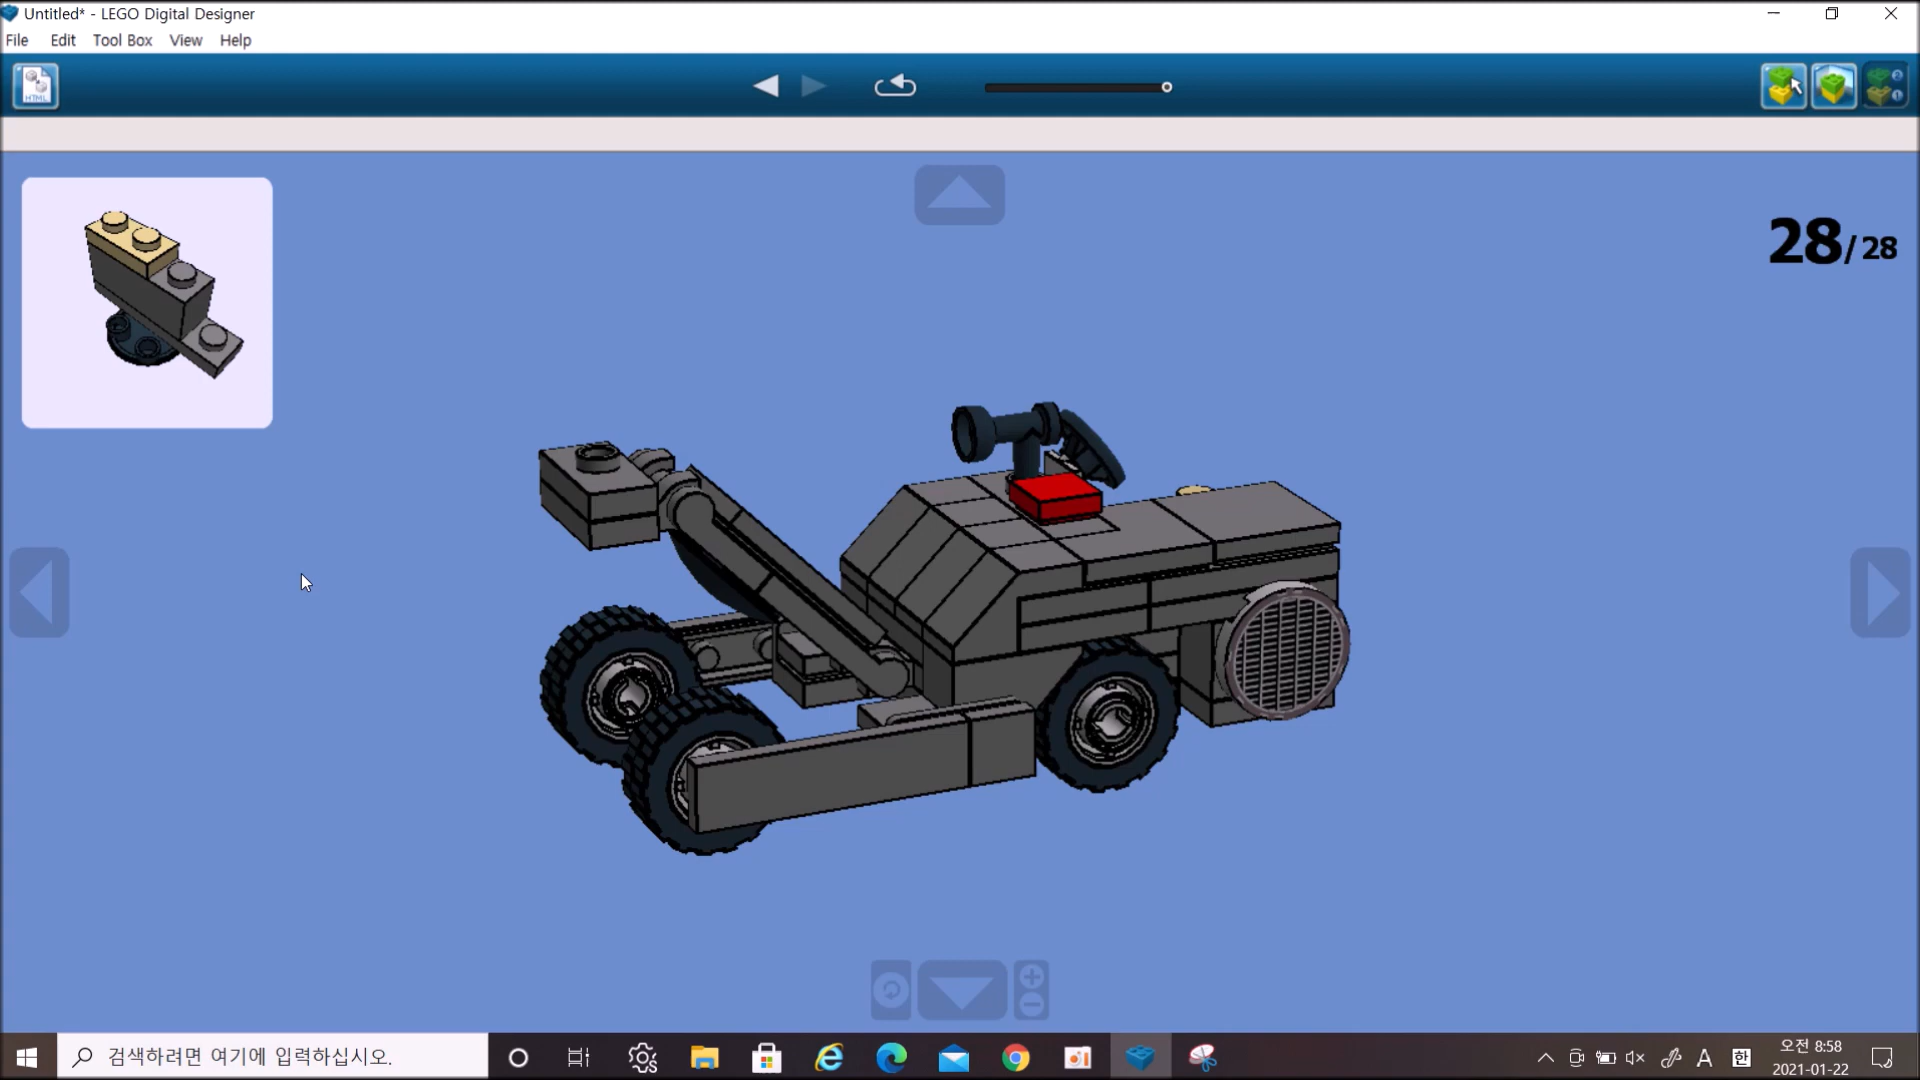 Untitled* - LEGO Digital Designer
File Edit Tool Box View Help
HTML
28/28
검색하려면 여기에 입력하십시오.
A 한 오전 8:58
2021-01-22